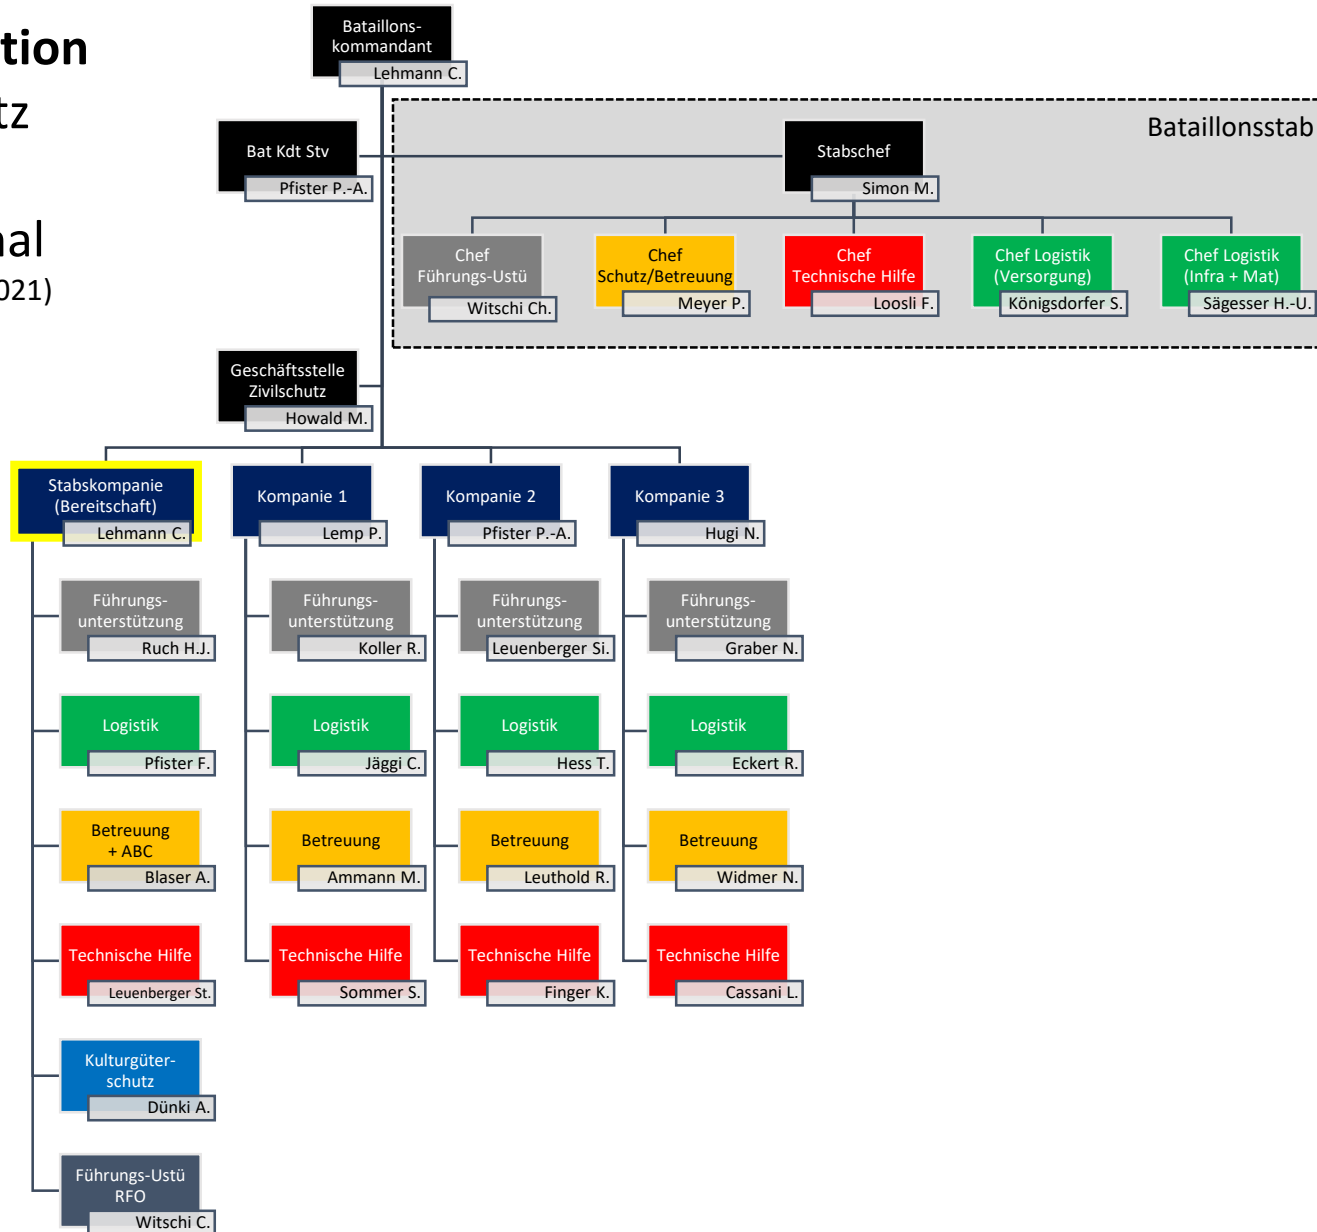 tion
tz
nal
021)
Bataillons-
kommandant
Lehmann C.
Bataillonsstab
Bat Kdt Stv
Pfister P.-A.
Stabschef
Simon M.
Chef
Führungs-Ustü
Witschi Ch.
Chef
Schutz/Betreuung
Meyer P.
Chef
Technische Hilfe
Loosli F.
Chef Logistik
(Versorgung)
Königsdorfer S.
Chef Logistik
(Infra + Mat)
Sägesser H.-U.
Geschäftsstelle
Zivilschutz
Howald M.
Stabskompanie
(Bereitschaft)
Lehmann C.
Kompanie 1
Lemp P.
Kompanie 2
Pfister P.-A.
Kompanie 3
Hugi N.
Führungs-
unterstützung
Ruch H.J.
Führungs-
unterstützung
Koller R.
Führungs-
unterstützung
Leuenberger Si.
Führungs-
unterstützung
Graber N.
Logistik
Pfister F.
Logistik
Jäggi C.
Logistik
Hess T.
Logistik
Eckert R.
Betreuung
+ ABC
Blaser A.
Betreuung
Ammann M.
Betreuung
Leuthold R.
Betreuung
Widmer N.
Technische Hilfe
Leuenberger St.
Technische Hilfe
Sommer S.
Technische Hilfe
Finger K.
Technische Hilfe
Cassani L.
Kulturgüter-
schutz
Dünki A.
Führungs-Ustü
RFO
Witschi C.